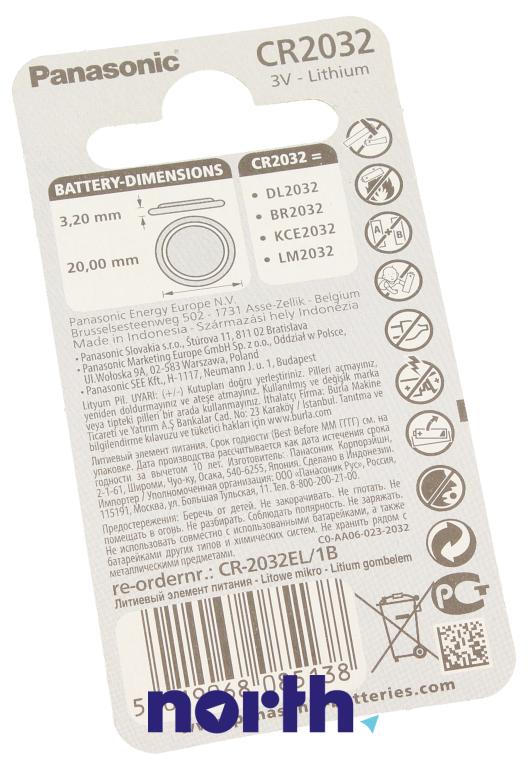 Panasonic
CR2032
3V - Lithium
BATTERY-DIMENSIONS
3,20 mm
20,00 mm
CR2032 =
• DL2032
• BR2032
• KCE2032
• LM2032
Panasonic Energy Europe N.V.
Brusselsesteenweg 502 - 1731 Asse-Zellik - Belgium
Made in Indonesia - Származási hely Indonézia
• Panasonic Slovakia s.r.o., Štúrova 11, 811 02 Bratislava
• Panasonic Marketing Europe GmbH Sp. z o.o., Oddział w Polsce,
Ul.Wołoska 9A, 02-583 Warszawa, Poland
• Panasonic SEE Kft., H-1117, Neumann J. u. 1, Budapest
Lityum Pil. UYARI: (+/-) Kutupları doğru yerleştiriniz. Pilleri açmayınız,
yeniden doldurmayınız ve ateşe atmayınız. Kullanılmış ve değişik marka
veya tipteki pilleri bir arada kullanmayınız. İthalatçı Firma: Burla Makine
Ticareti ve Yatırım A.Ş Bankalar Cad, No: 23 Karaköy / Istanbul. Tanıtma ve
bilgilendirme kılavuzu ve tüketici hakları için www.burla.com
Литиевый элемент питания. Срок годности (Best Before MM ГГГГ) см. на
упаковке. Дата производства рассчитывается как дата истечения срока
годности за вычетом 10 лет. Изготовитель: Панасоник Корпорэйшн,
2-1-61, Широми, Чуо-ку, Осака, 540-6255, Япония. Сделано в Индонезии.
Импортер / Уполномоченная организация: ООО «Панасоник Рус», Россия,
115191, Москва, ул. Большая Тульская, 11. Тел. 8-800-200-21-00.
Предостережения: Беречь от детей. Не закорачивать. Не глотать. Не
помещать в огонь. Не разбирать. Соблюдать полярность. Не заряжать.
Не использовать совместно с использованными батарейками, а также
батарейками других типов и химических систем. Не хранить рядом с
металлическими предметами.
C0-AA06-023-2032
re-ordernr.: CR-2032EL/1B
Литиевый элемент питания - Litowe mikro - Lítium gombelem
A + B
north